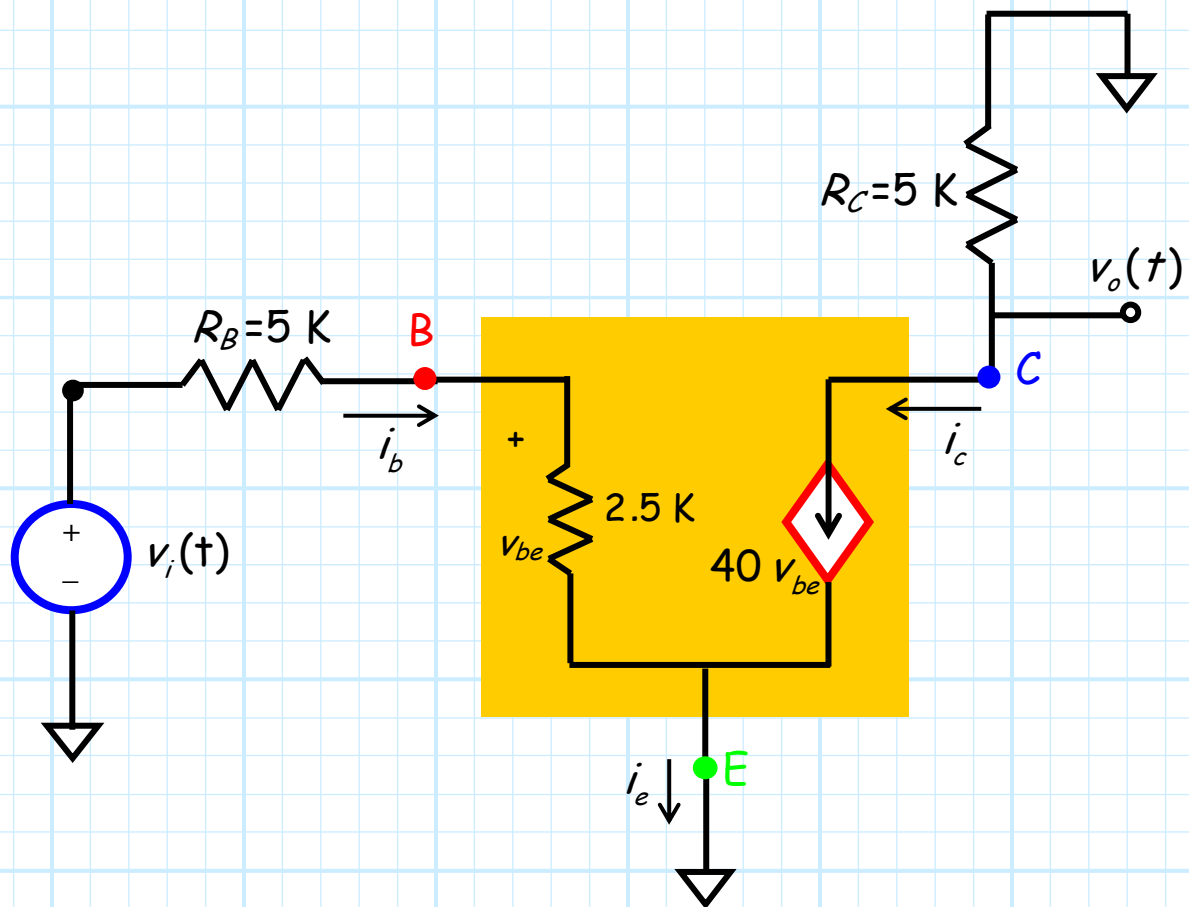 R_C=5 K
v_o(t)
R_B=5 K
B
C
i_b
+
i_c
2.5 K
v_be
40 v_be
+
–
v_i(t)
E
i_e